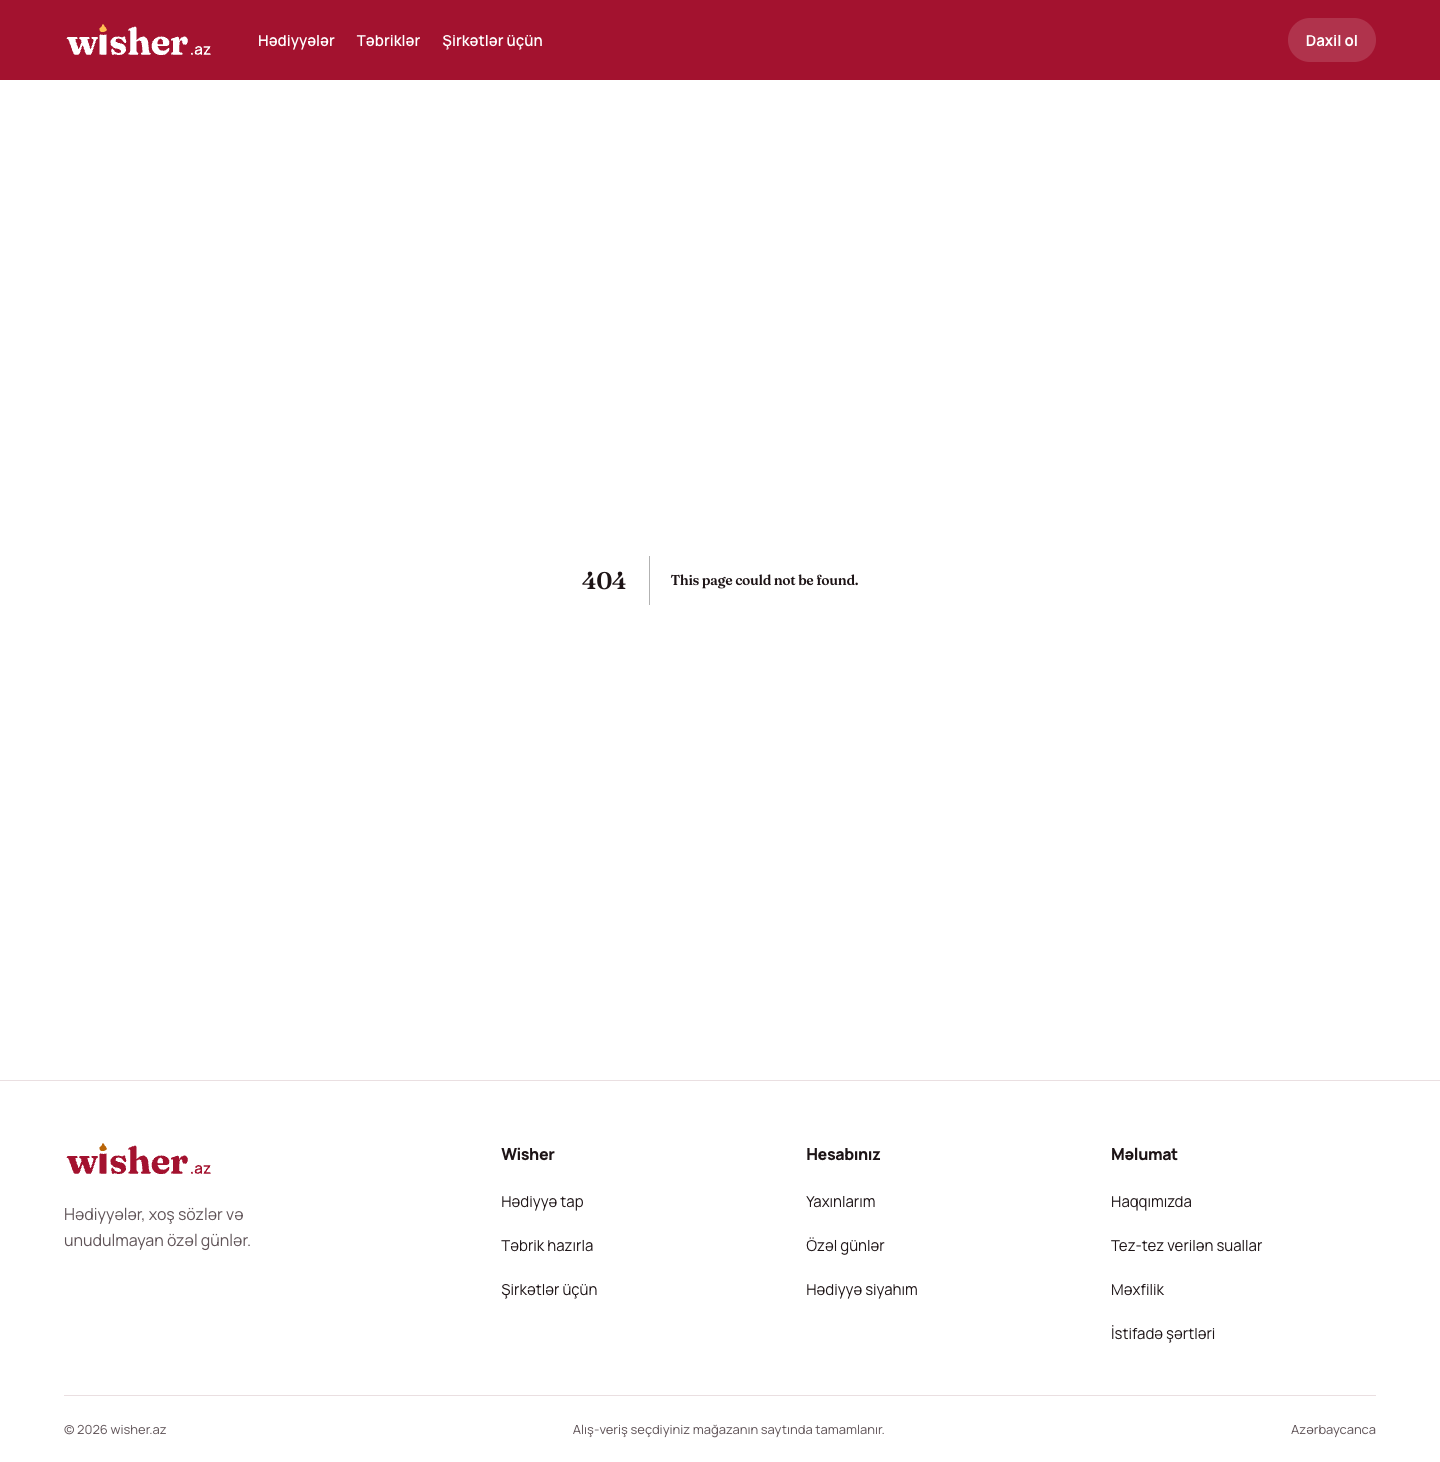 wisher.az
Hədiyyələr
Təbriklər
Şirkətlər üçün
Daxil ol
404
This page could not be found.
wisher.az
Hədiyyələr, xoş sözlər və
unudulmayan özəl günlər.
Wisher
Hədiyyə tap
Təbrik hazırla
Şirkətlər üçün
Hesabınız
Yaxınlarım
Özəl günlər
Hədiyyə siyahım
Məlumat
Haqqımızda
Tez-tez verilən suallar
Məxfilik
İstifadə şərtləri
© 2026 wisher.az
Alış-veriş seçdiyiniz mağazanın saytında tamamlanır.
Azərbaycanca